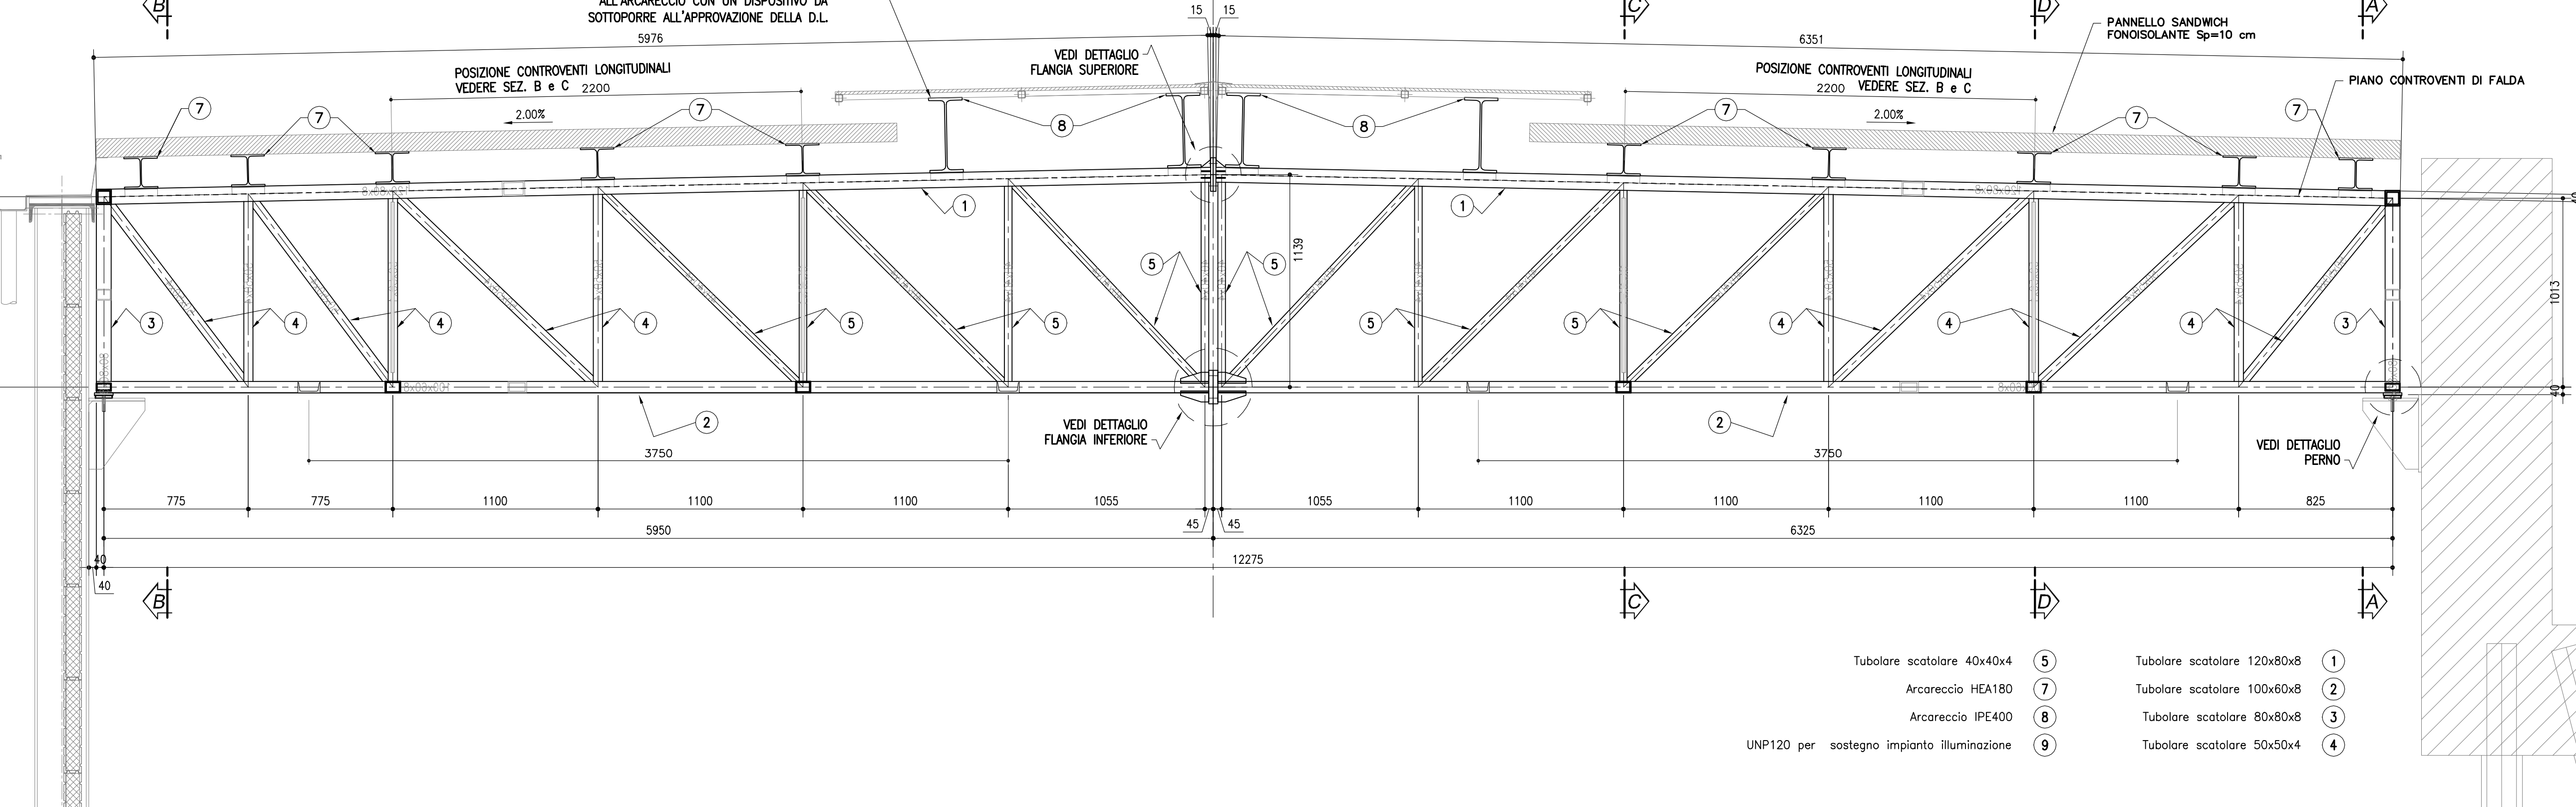 B
ALL'ARCARECCIO CON UN DISPOSITIVO DA
SOTTOPORRE ALL'APPROVAZIONE DELLA D.L.
15 15
C
D
A
PANNELLO SANDWICH
FONOISOLANTE Sp=10 cm
5976
6351
VEDI DETTAGLIO
FLANGIA SUPERIORE
POSIZIONE CONTROVENTI LONGITUDINALI
VEDERE SEZ. B e C 2200
POSIZIONE CONTROVENTI LONGITUDINALI
2200 VEDERE SEZ. B e C
PIANO CONTROVENTI DI FALDA
7
7
7
8
8
7
7
7
2.00%
2.00%
120x80x8
120x80x8
1
1
1139
1013
5
5
3
4
4
4
5
5
5
5
4
4
4
3
80x8
100x60x8
x60x8
40
2
2
VEDI DETTAGLIO
FLANGIA INFERIORE
VEDI DETTAGLIO
PERNO
3750
3750
775 775 1100 1100 1100 1055 1055 1100 1100 1100 1100 825
45 45
5950
6325
40
12275
40
B
C
D
A
Tubolare scatolare 40x40x4 5
Tubolare scatolare 120x80x8 1
Arcareccio HEA180 7
Tubolare scatolare 100x60x8 2
Arcareccio IPE400 8
Tubolare scatolare 80x80x8 3
UNP120 per sostegno impianto illuminazione 9
Tubolare scatolare 50x50x4 4